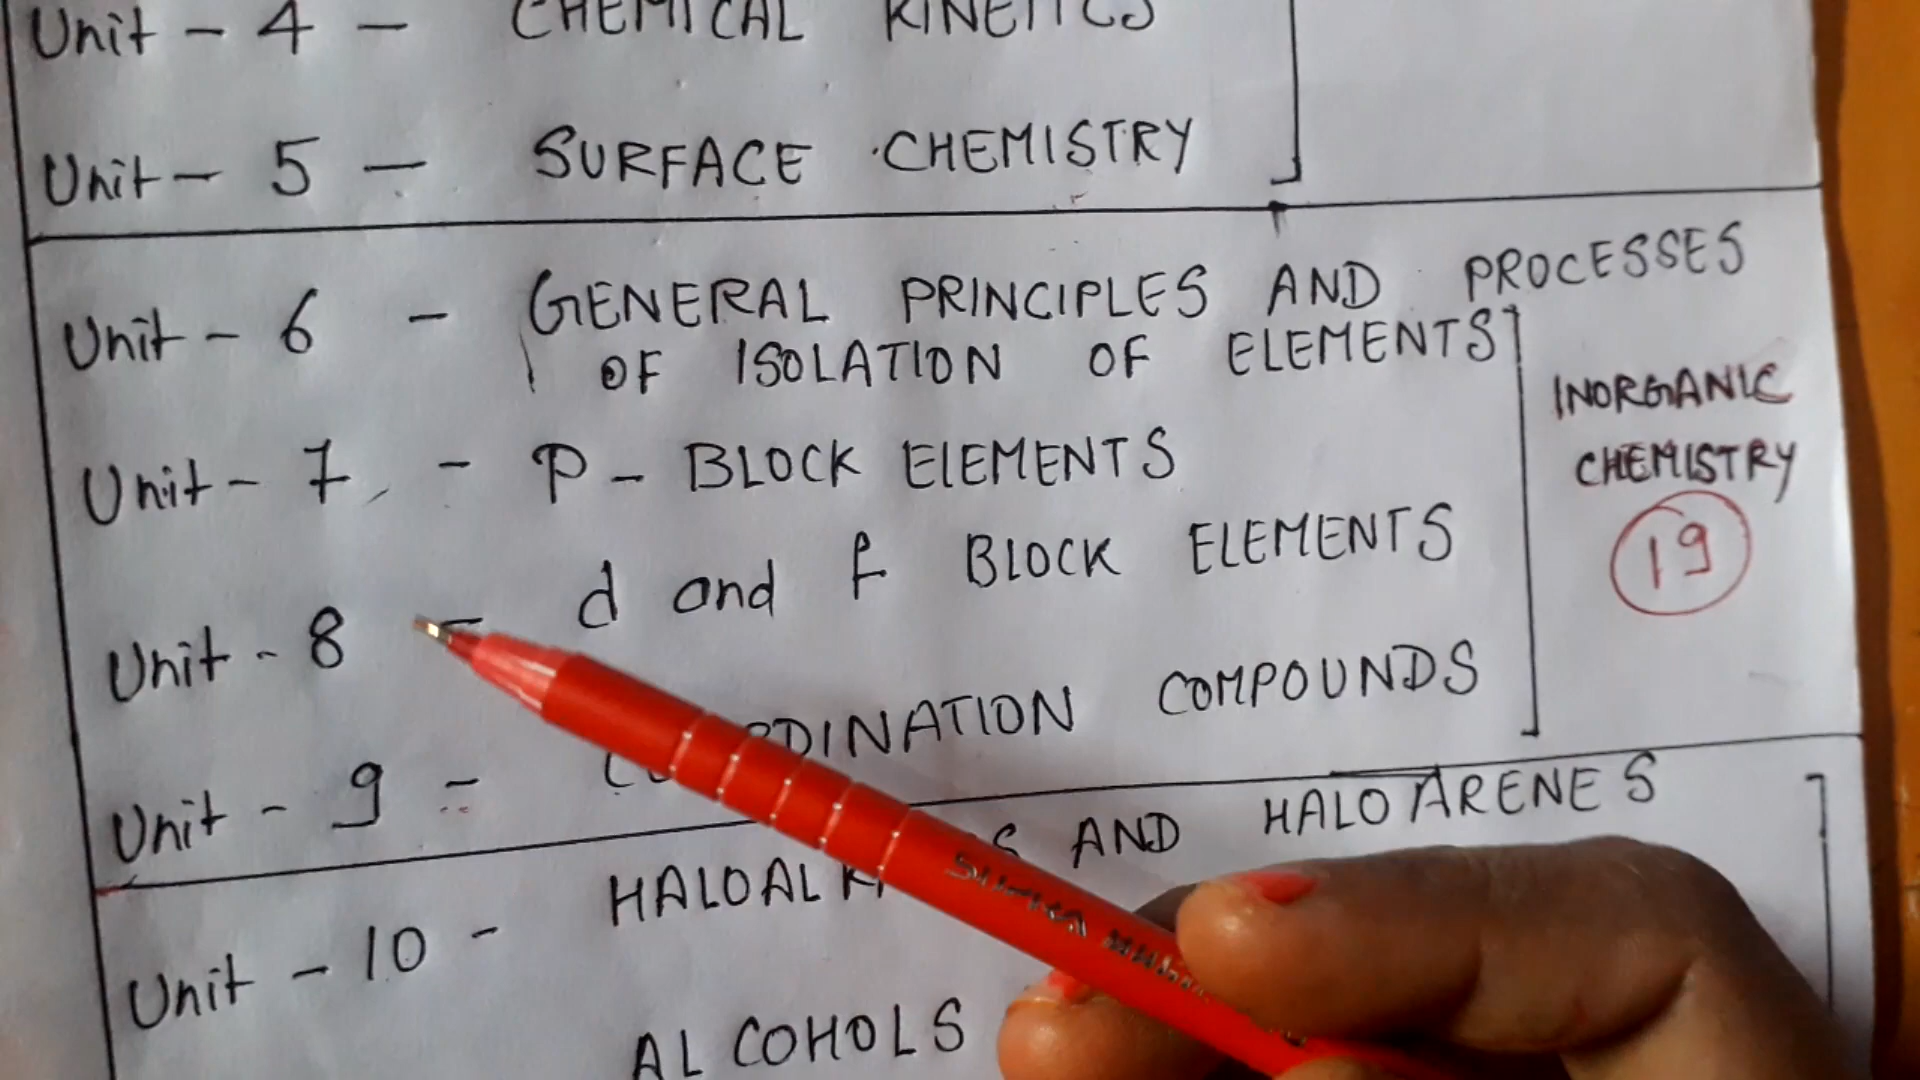 Unit - 4 - CHEMICAL KINETICS
Unit - 5 - SURFACE CHEMISTRY
Unit - 6 - GENERAL PRINCIPLES AND PROCESSES
OF ISOLATION OF ELEMENTS
INORGANIC
CHEMISTRY
19
Unit - 7 - P - BLOCK ELEMENTS
Unit - 8 - d and f BLOCK ELEMENTS
Unit - 9 - COMPOUNDS
Unit - 10 - AND HALOARENES
ALCOHOLS